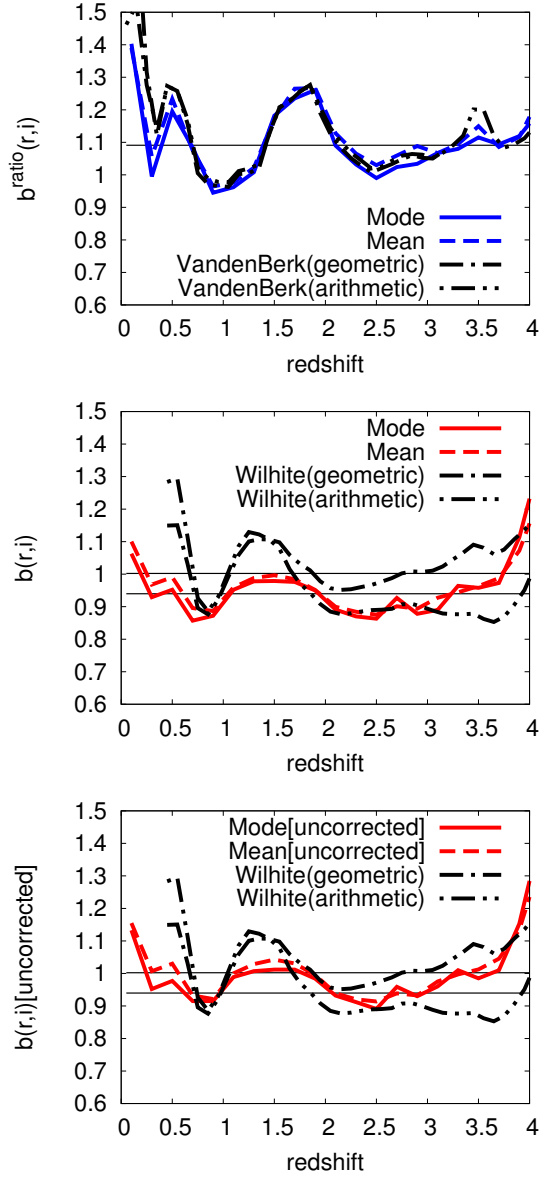 1.5
1.4
1.3
1.2
1.1
1
0.9
0.8
0.7
0.6
b^ratio(r,i)
Mode
Mean
VandenBerk(geometric)
VandenBerk(arithmetic)
0 0.5 1 1.5 2 2.5 3 3.5 4
redshift
1.5
1.4
1.3
1.2
1.1
1
0.9
0.8
0.7
0.6
b(r,i)
Mode
Mean
Wilhite(geometric)
Wilhite(arithmetic)
0 0.5 1 1.5 2 2.5 3 3.5 4
redshift
1.5
1.4
1.3
1.2
1.1
1
0.9
0.8
0.7
0.6
b(r,i)[uncorrected]
Mode[uncorrected]
Mean[uncorrected]
Wilhite(geometric)
Wilhite(arithmetic)
0 0.5 1 1.5 2 2.5 3 3.5 4
redshift